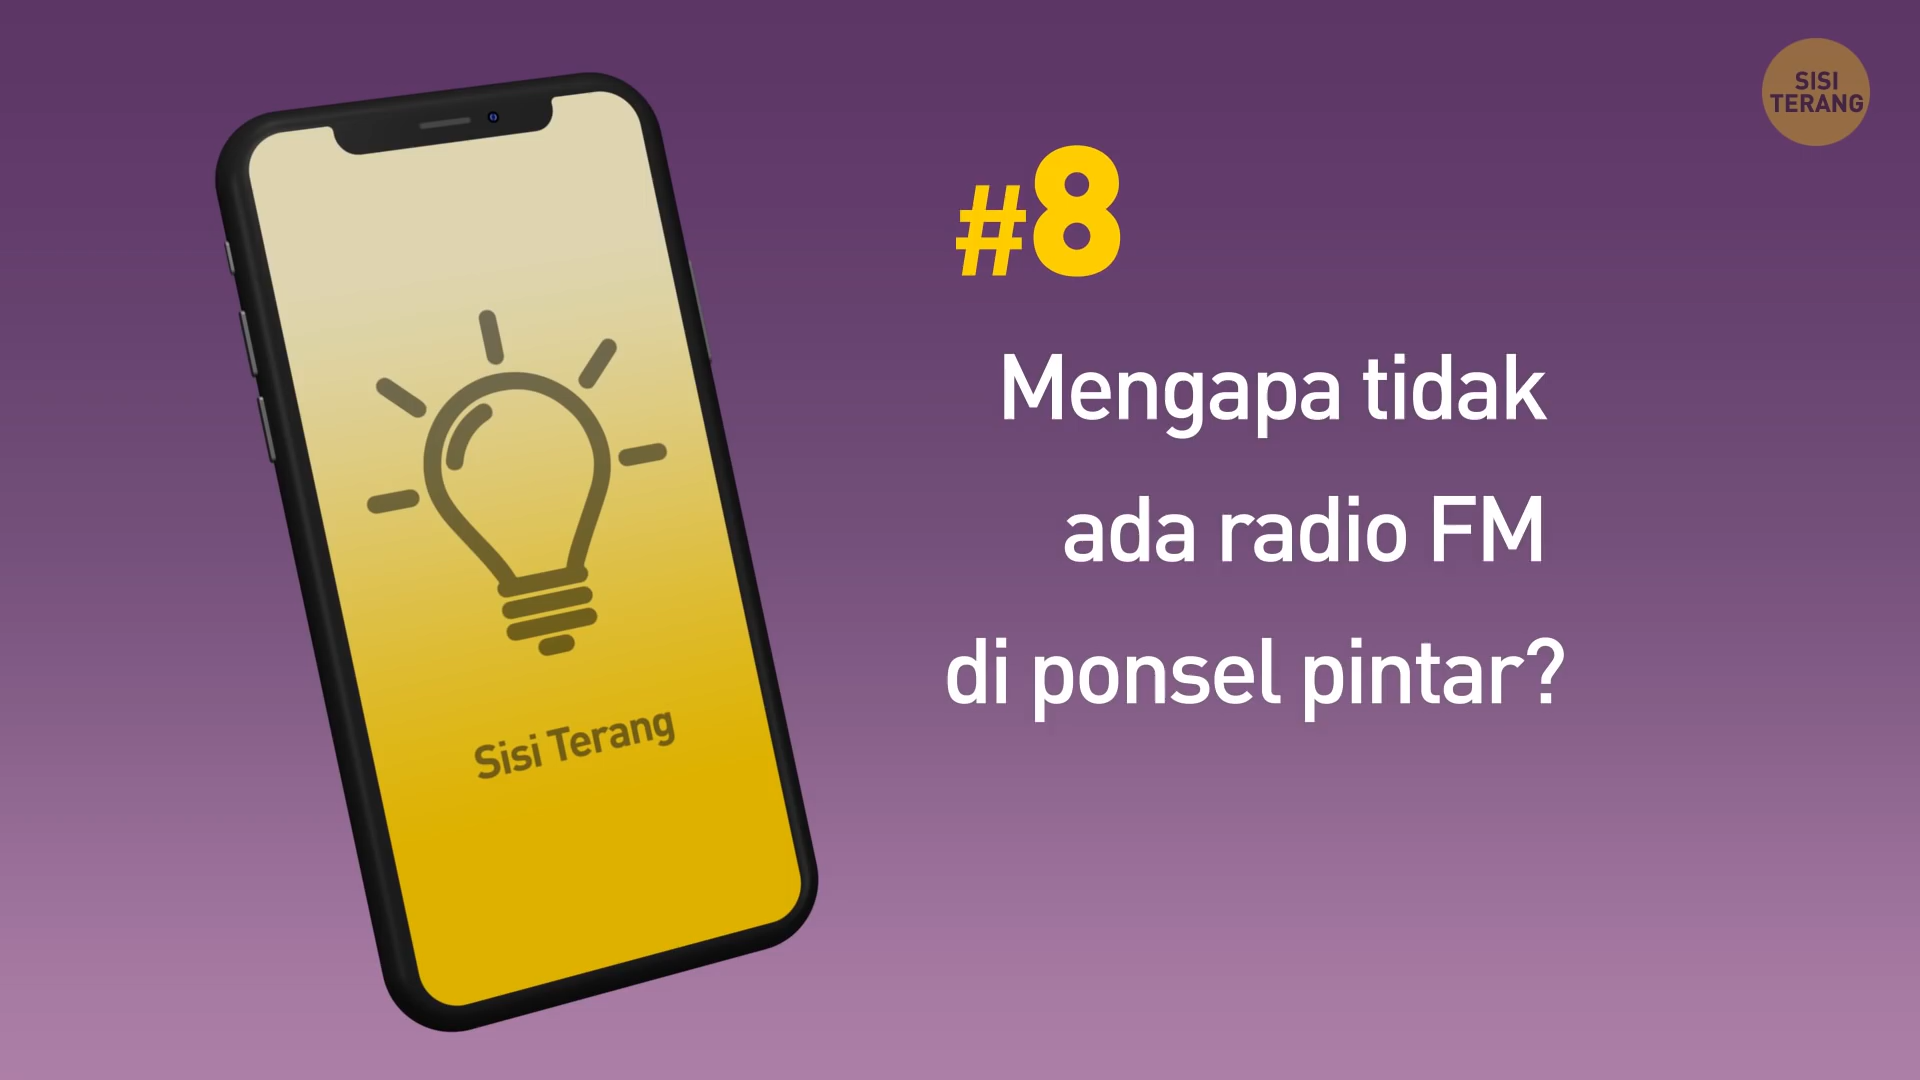 SISI
TERANG
#8
Mengapa tidak
ada radio FM
di ponsel pintar?
Sisi Terang